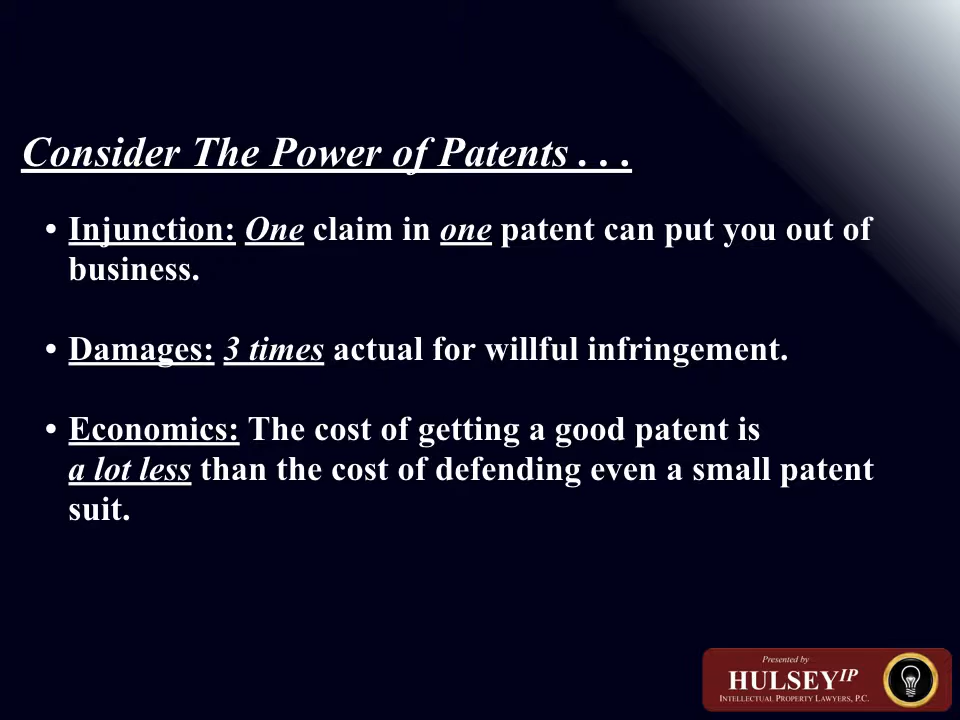 Consider The Power of Patents . . .
• Injunction: One claim in one patent can put you out of
business.
• Damages: 3 times actual for willful infringement.
• Economics: The cost of getting a good patent is
a lot less than the cost of defending even a small patent
suit.
Presented by
HULSEY IP
INTELLECTUAL PROPERTY LAWYERS, P.C.